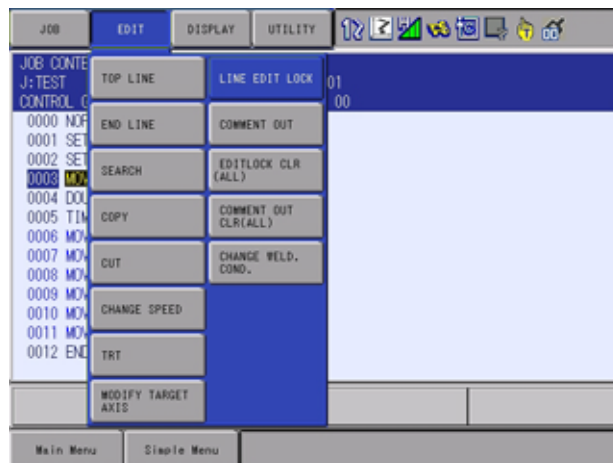 JOB EDIT DISPLAY UTILITY
JOB CONTE
J:TEST 01
CONTROL G 00
0000 NOP
0001 SET
0002 SET
0003 MOV
0004 DOU
0005 TIM
0006 MOV
0007 MOV
0008 MOV
0009 MOV
0010 MOV
0011 MOV
0012 END
TOP LINE
END LINE
SEARCH
COPY
CUT
CHANGE SPEED
TRT
MODIFY TARGET
AXIS
LINE EDIT LOCK
COMMENT OUT
EDITLOCK CLR
(ALL)
COMMENT OUT
CLR(ALL)
CHANGE WELD.
COND.
Main Menu Simple Menu